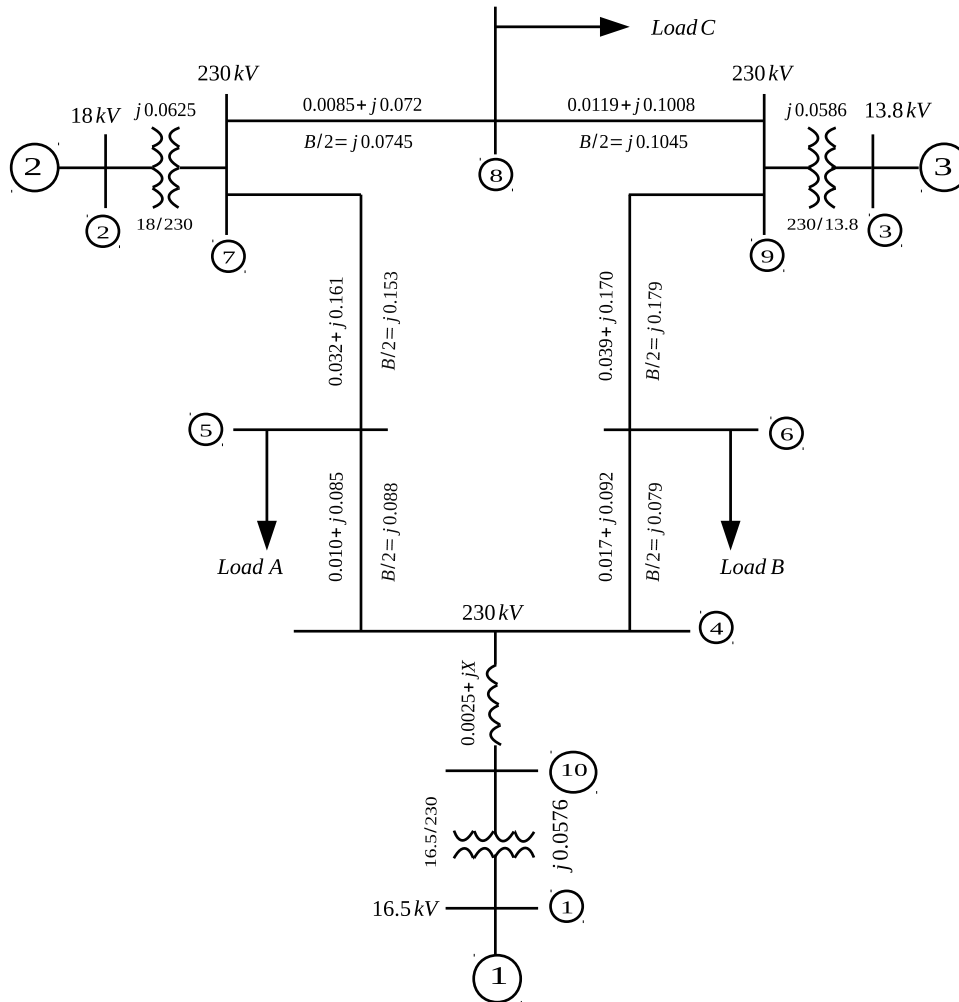 Load C
230 kV
230 kV
0.0085+ j 0.072
0.0119+ j 0.1008
18 kV
j 0.0625
j 0.0586
13.8 kV
B/2= j 0.0745
B/2= j 0.1045
2
3
8
2
18/230
230/13.8
3
7
9
0.032+ j 0.161
B/2= j 0.153
0.039+ j 0.170
B/2= j 0.179
5
6
0.010+ j 0.085
B/2= j 0.088
0.017+ j 0.092
B/2= j 0.079
Load A
Load B
230 kV
4
0.0025+ jX
10
16.5/230
j 0.0576
16.5 kV
1
1